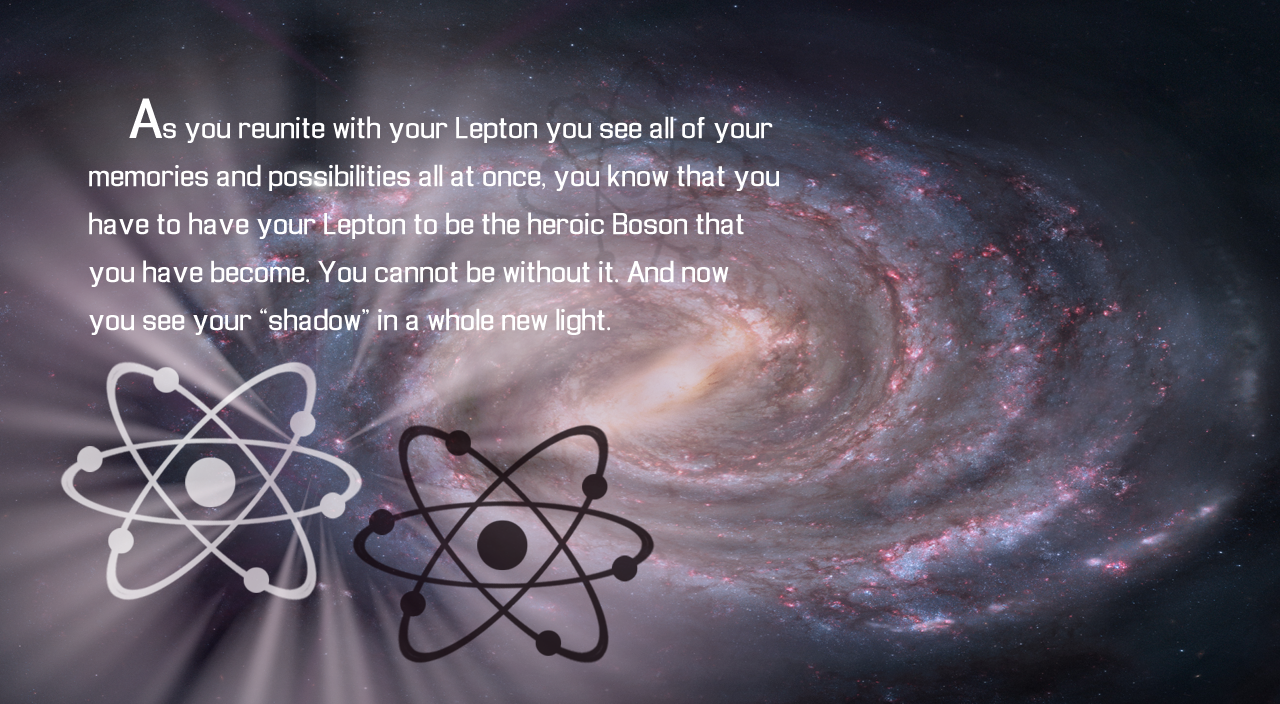 As you reunite with your Lepton you see all of your
memories and possibilities all at once, you know that you
have to have your Lepton to be the heroic Boson that
you have become. You cannot be without it. And now
you see your “shadow” in a whole new light.